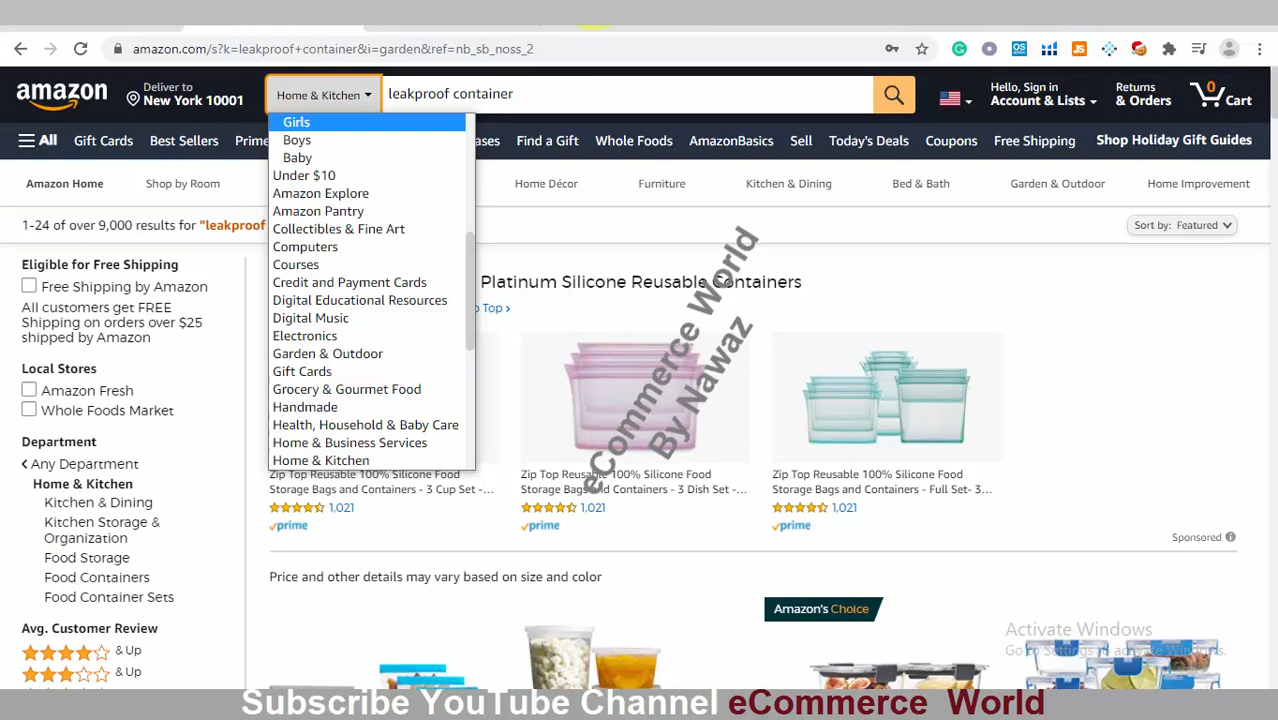 amazon.com/s?k=leakproof+container&i=garden&ref=nb_sb_noss_2
amazon
Deliver to
New York 10001
Home & Kitchen
leakproof container
Hello, Sign in
Account & Lists
Returns
& Orders
0
Cart
All
Gift Cards
Best Sellers
Prime
Find a Gift
Whole Foods
AmazonBasics
Sell
Today's Deals
Coupons
Free Shipping
Shop Holiday Gift Guides
Girls
Boys
Baby
Under $10
Amazon Explore
Amazon Pantry
Collectibles & Fine Art
Computers
Courses
Credit and Payment Cards
Digital Educational Resources
Digital Music
Electronics
Garden & Outdoor
Gift Cards
Grocery & Gourmet Food
Handmade
Health, Household & Baby Care
Home & Business Services
Home & Kitchen
Amazon Home
Shop by Room
Home Décor
Furniture
Kitchen & Dining
Bed & Bath
Garden & Outdoor
Home Improvement
1-24 of over 9,000 results for "leakproof
Sort by: Featured
Eligible for Free Shipping
Free Shipping by Amazon
All customers get FREE
Shipping on orders over $25
shipped by Amazon
Local Stores
Amazon Fresh
Whole Foods Market
Department
Any Department
Home & Kitchen
Kitchen & Dining
Kitchen Storage &
Organization
Food Storage
Food Containers
Food Container Sets
Avg. Customer Review
& Up
& Up
Platinum Silicone Reusable Containers
Top
eCommerce World
By Nawaz
Zip Top Reusable 100% Silicone Food
Storage Bags and Containers - 3 Cup Set -...
1,021
prime
Zip Top Reusable 100% Silicone Food
Storage Bags and Containers - 3 Dish Set -...
1,021
prime
Zip Top Reusable 100% Silicone Food
Storage Bags and Containers - Full Set- 3...
1,021
prime
Sponsored
Price and other details may vary based on size and color
Amazon's Choice
Activate Windows
Go to Settings to activate Windows.
Subscribe YouTube Channel eCommerce World